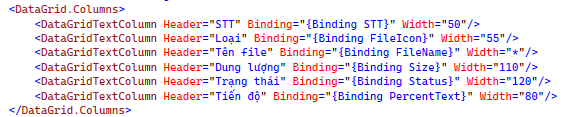 <DataGrid.Columns>
    <DataGridTextColumn Header="STT" Binding="{Binding STT}" Width="50"/>
    <DataGridTextColumn Header="Loại" Binding="{Binding FileIcon}" Width="55"/>
    <DataGridTextColumn Header="Tên file" Binding="{Binding FileName}" Width="*"/>
    <DataGridTextColumn Header="Dung lượng" Binding="{Binding Size}" Width="110"/>
    <DataGridTextColumn Header="Trạng thái" Binding="{Binding Status}" Width="120"/>
    <DataGridTextColumn Header="Tiến độ" Binding="{Binding PercentText}" Width="80"/>
</DataGrid.Columns>